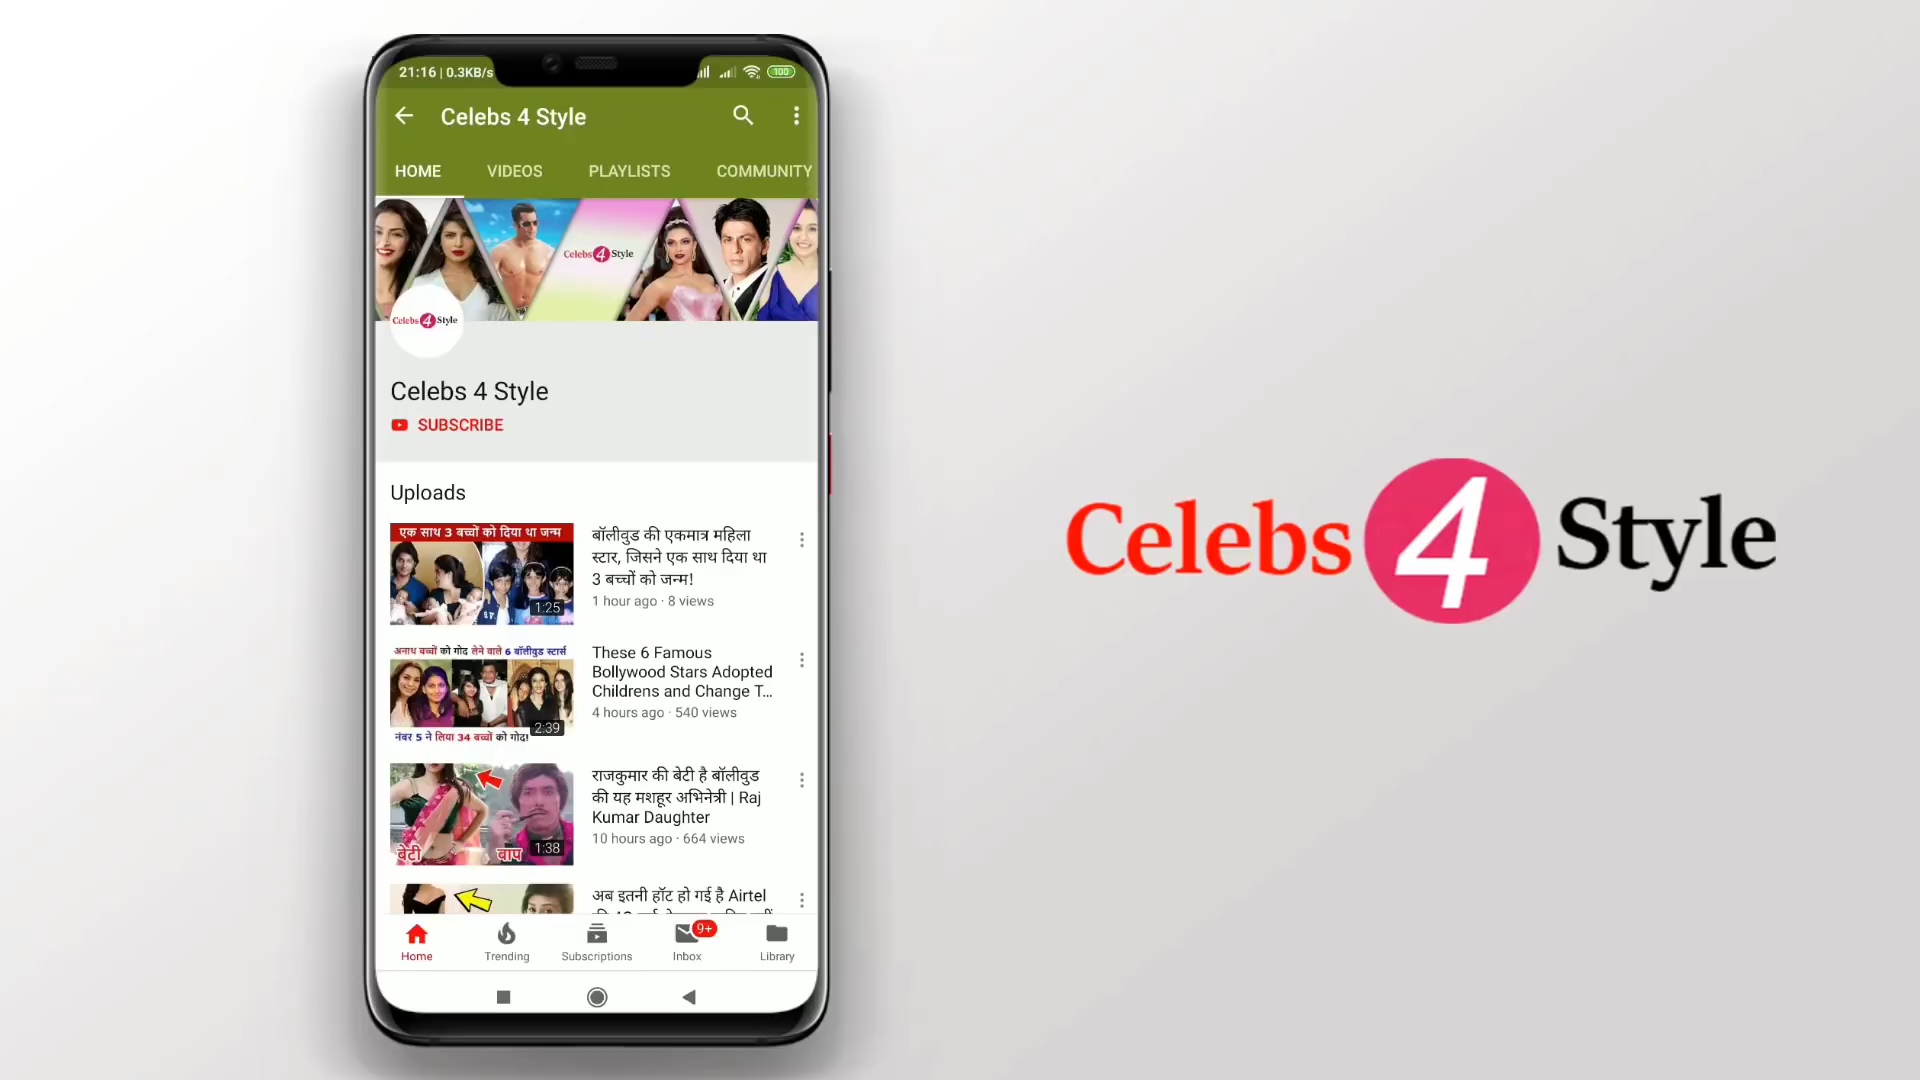 21:16 | 0.3KB/s
100
Celebs 4 Style
HOME VIDEOS PLAYLISTS COMMUNITY
Celebs 4 Style
Celebs 4 Style
Celebs 4 Style
SUBSCRIBE
Uploads
एक साथ 3 बच्चों को दिया था जन्म
1:25
बॉलीवुड की एकमात्र महिला
स्टार, जिसने एक साथ दिया था
3 बच्चों को जन्म!
1 hour ago · 8 views
अनाथ बच्चों को गोद लेने वाले 6 बॉलीवुड स्टार्स
2:39
नंबर 5 ने लिया 34 बच्चों को गोद!
These 6 Famous
Bollywood Stars Adopted
Childrens and Change T...
4 hours ago · 540 views
बेटी
बाप
1:38
राजकुमार की बेटी है बॉलीवुड
की यह मशहूर अभिनेत्री | Raj
Kumar Daughter
10 hours ago · 664 views
अब इतनी हॉट हो गई है Airtel
Home Trending Subscriptions Inbox Library
9+
Celebs 4 Style